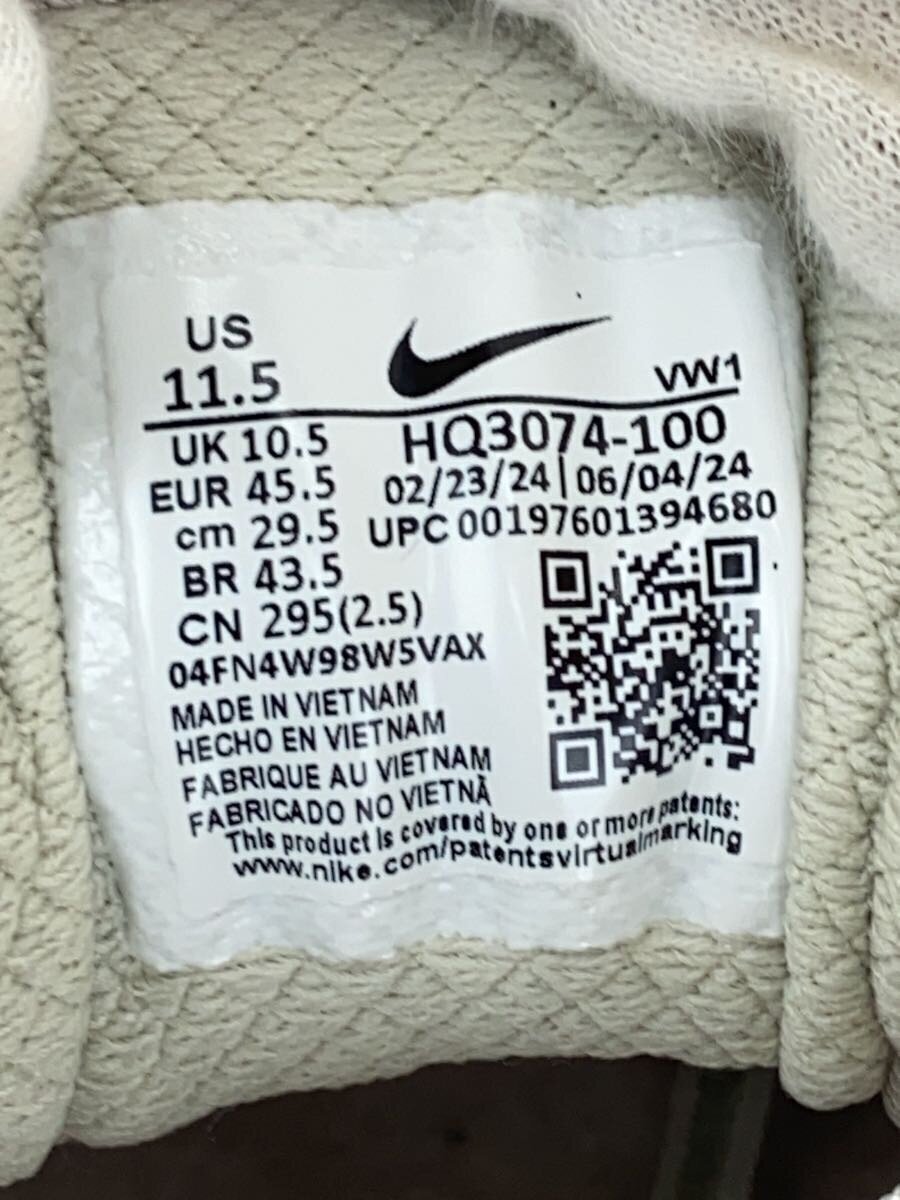 US
11.5
VW1
UK 10.5
EUR 45.5
cm 29.5
BR 43.5
CN 295(2.5)
HQ3074-100
02/23/24 | 06/04/24
UPC 00197601394680
04FN4W98W5VAX
MADE IN VIETNAM
HECHO EN VIETNAM
FABRIQUE AU VIETNAM
FABRICADO NO VIETNÃ
This product is covered by one or more patents:
www.nike.com/patentsvirtualmarking